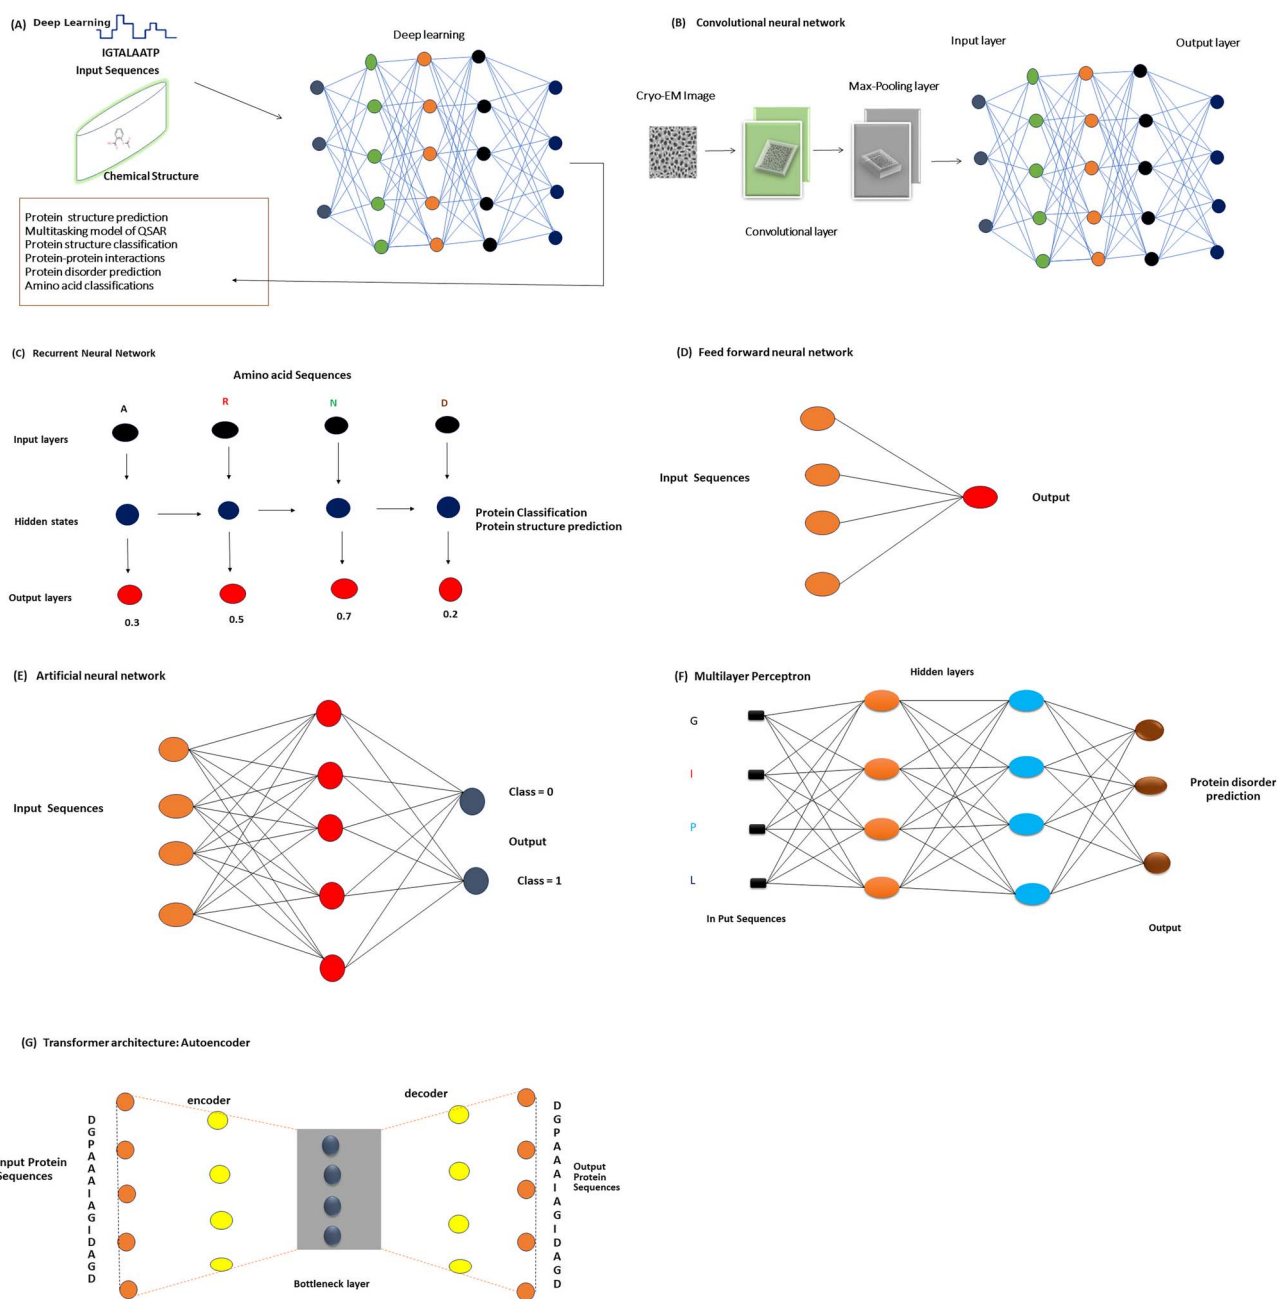 (A) Deep Learning
IGTALAATP
Input Sequences
Chemical Structure
Deep learning
Protein structure prediction
Multitasking model of QSAR
Protein structure classification
Protein-protein interactions
Protein disorder prediction
Amino acid classifications
(B) Convolutional neural network
Input layer
Output layer
Cryo-EM Image
Max-Pooling layer
Convolutional layer
(C) Recurrent Neural Network
Amino acid Sequences
A R N D
Input layers
Hidden states
Protein Classification
Protein structure prediction
Output layers
0.3 0.5 0.7 0.2
(D) Feed forward neural network
Input Sequences
Output
(E) Artificial neural network
Input Sequences
Class = 0
Output
Class = 1
(F) Multilayer Perceptron
Hidden layers
G
I
P
L
In Put Sequences
Protein disorder
prediction
Output
(G) Transformer architecture: Autoencoder
encoder
decoder
nput Protein
equences
D
G
P
A
A
A
I
A
G
I
D
A
G
D
Bottleneck layer
D
G
P
A
A
A
I
A
G
I
D
A
G
D
Output
Protein
Sequences